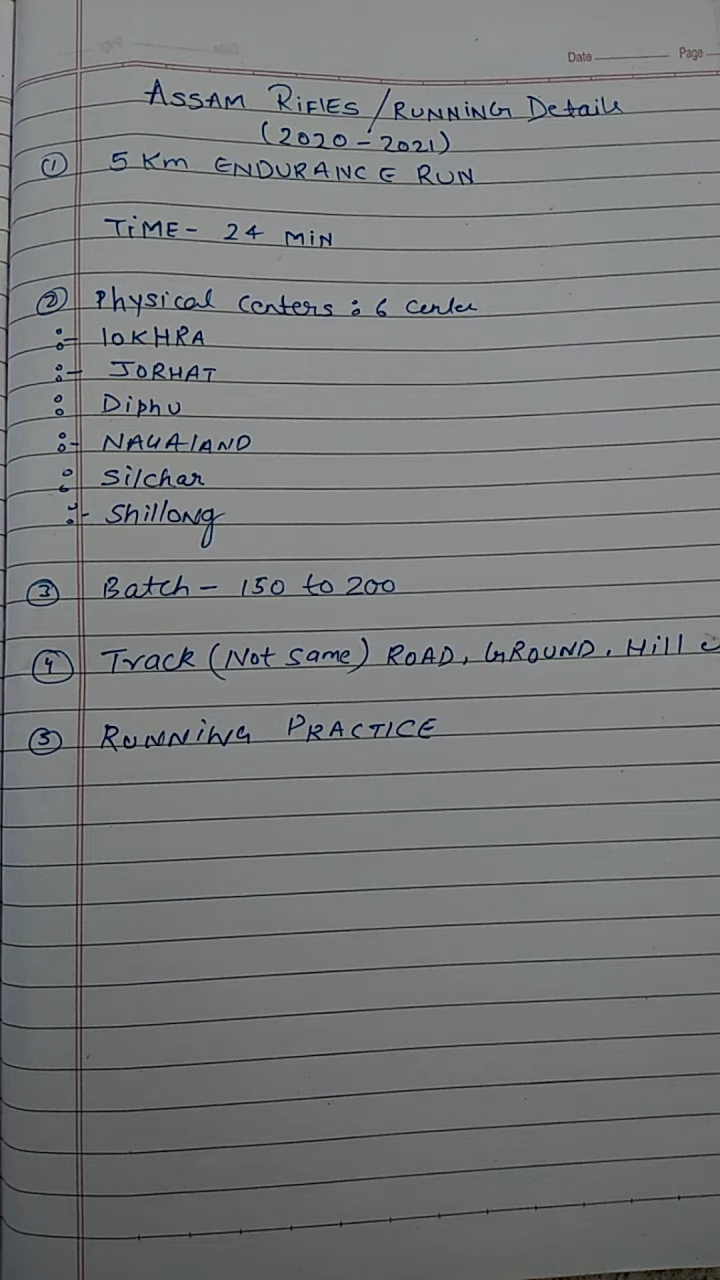 Date Page
ASSAM RIFlES / RUNNING Details
(2020-2021)
① 5 Km ENDURANCE RUN
TiME- 24 MiN
② Physical Centers : 6 Center
:- lOKHRA
:- JORHAT
: Diphu
:- NAGAlAND
: Silchar
:- Shillong
③ Batch - 150 to 200
④ Track (Not same) ROAD, GROUND, Hill
⑤ RUNNiNG PRACTICE